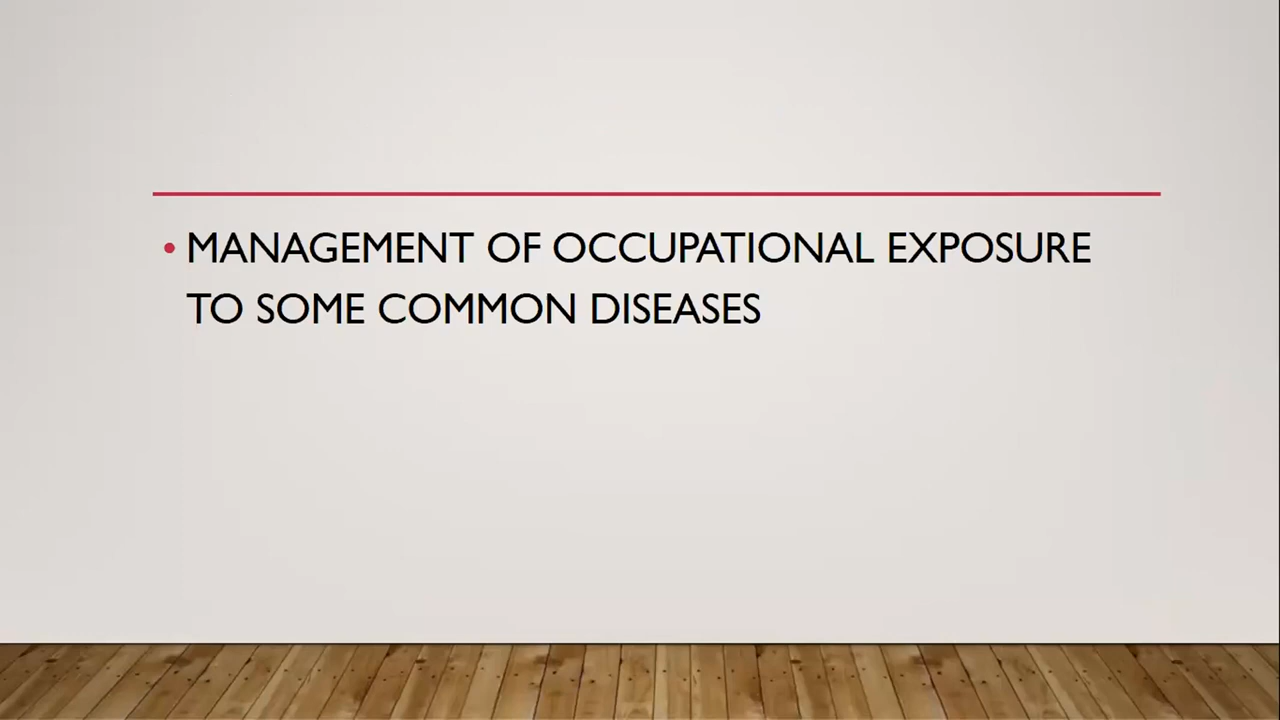 • MANAGEMENT OF OCCUPATIONAL EXPOSURE
TO SOME COMMON DISEASES